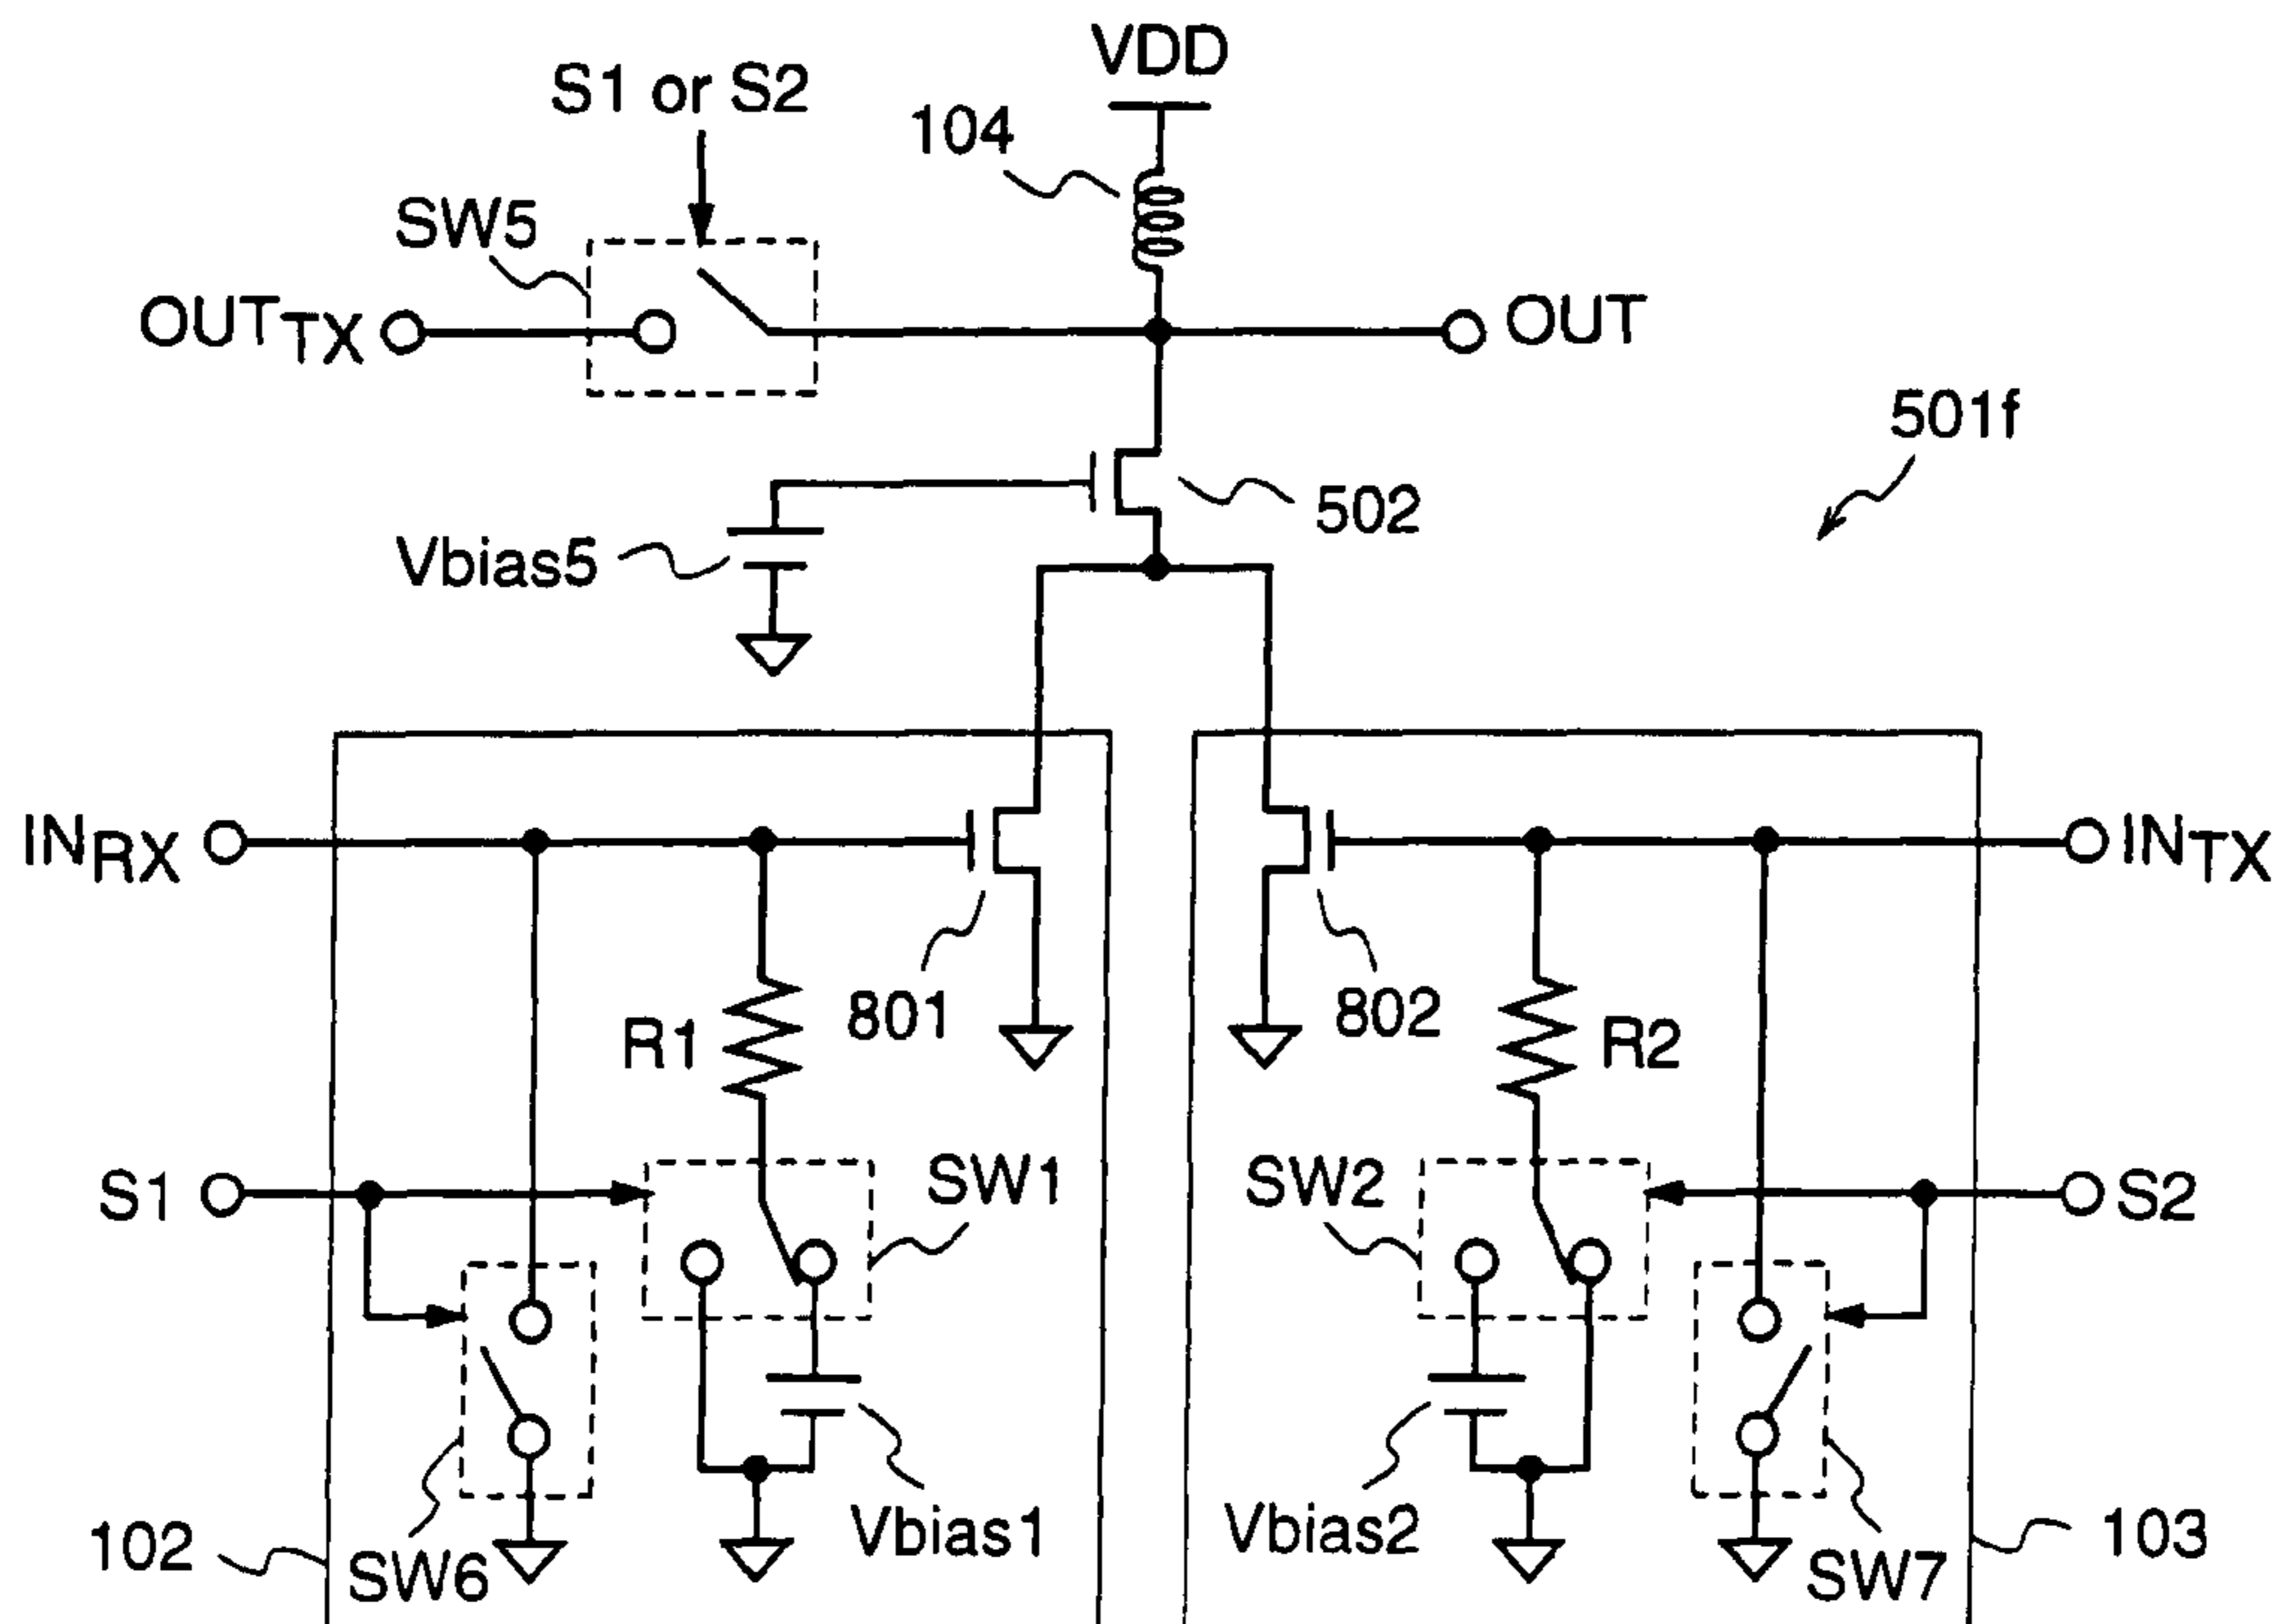 VDD
S1 or S2
104
SW5
OUTTX
OUT
501f
502
Vbias5
INRX
INTX
801
802
R1
R2
S1
SW1
SW2
S2
102
SW6
Vbias1
Vbias2
SW7
103